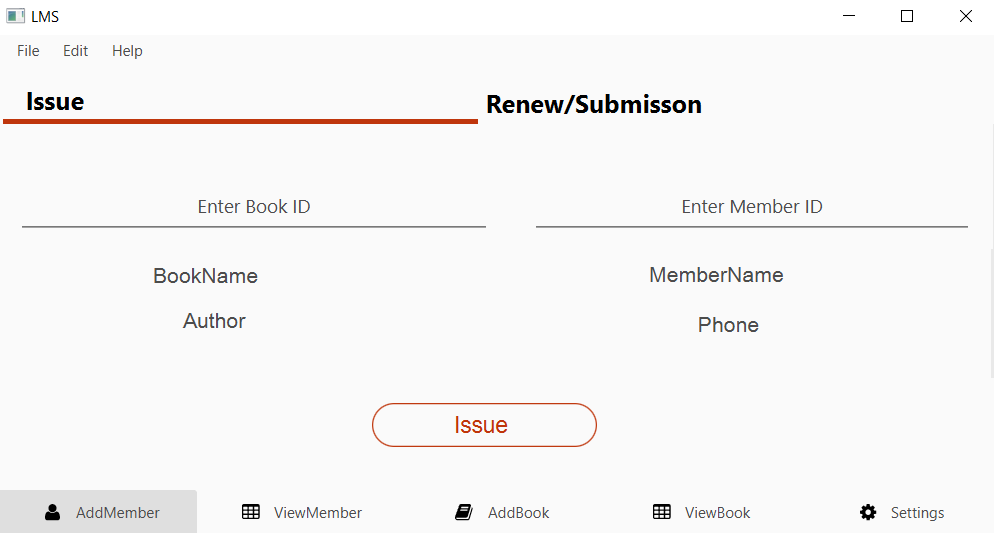 LMS
File Edit Help
Issue
Renew/Submisson
Enter Book ID
Enter Member ID
BookName
MemberName
Author
Phone
Issue
AddMember ViewMember AddBook ViewBook Settings